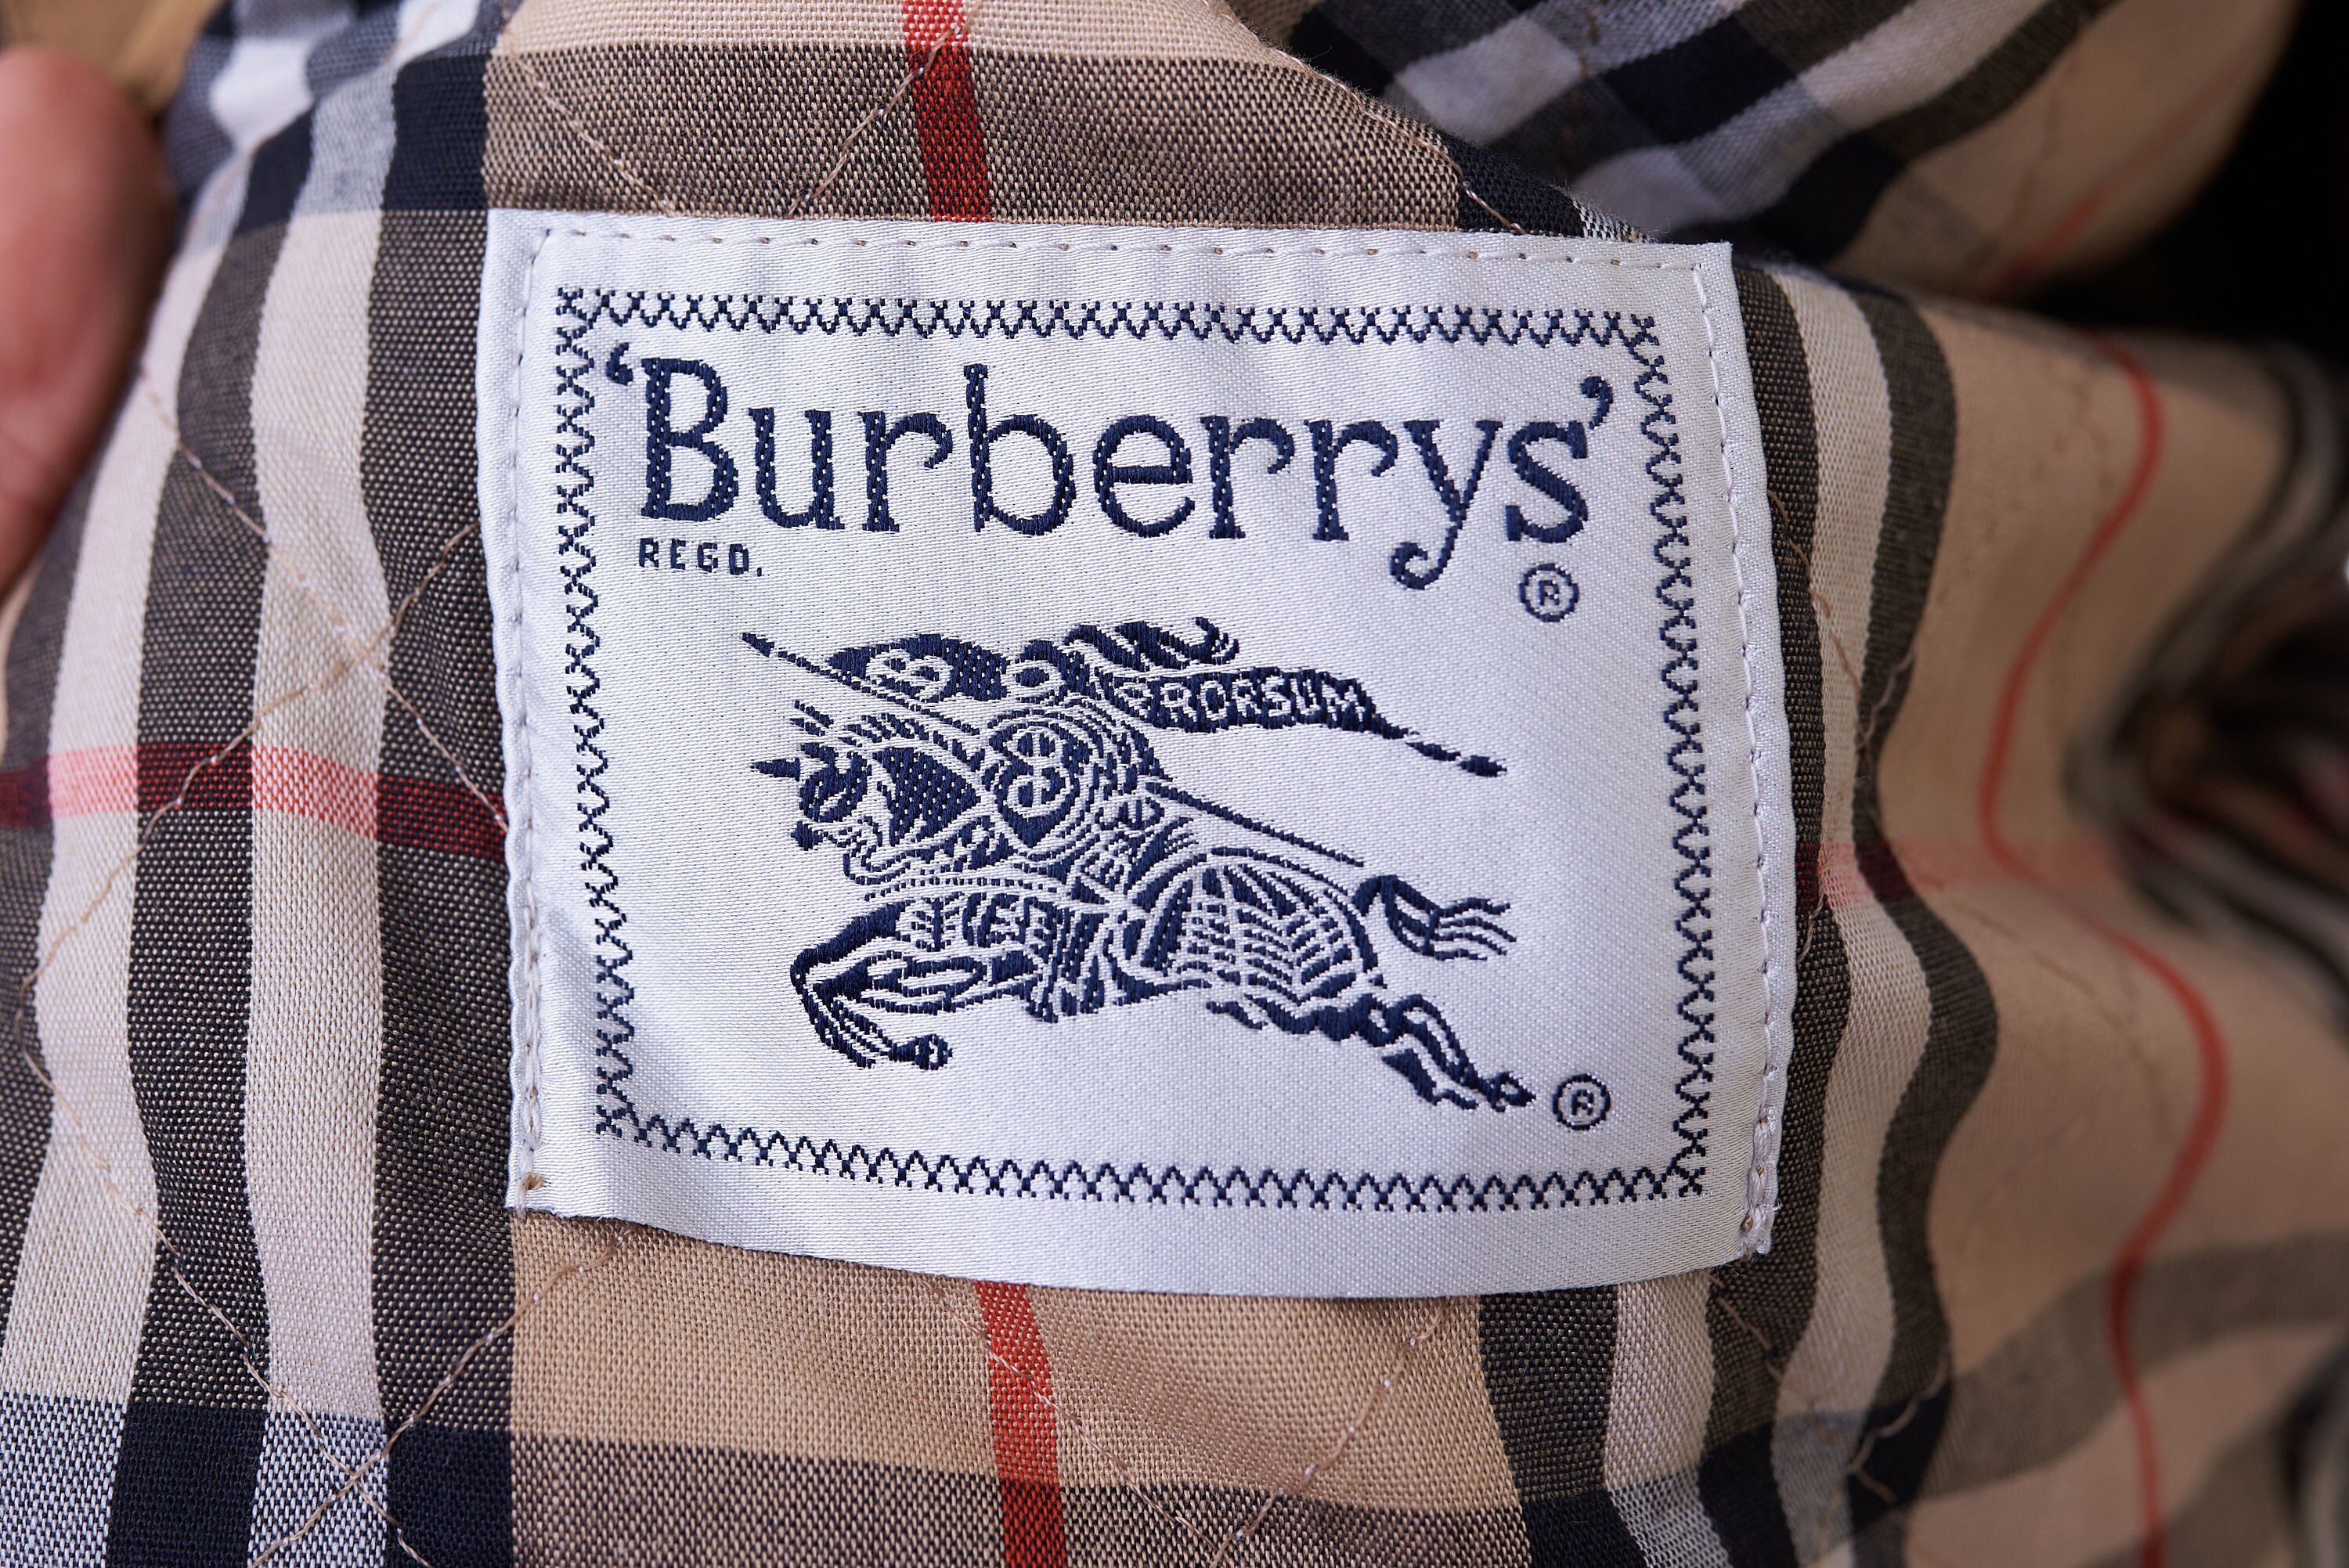 ‘Burberrys’
REGD.
®
PRORSUM
®